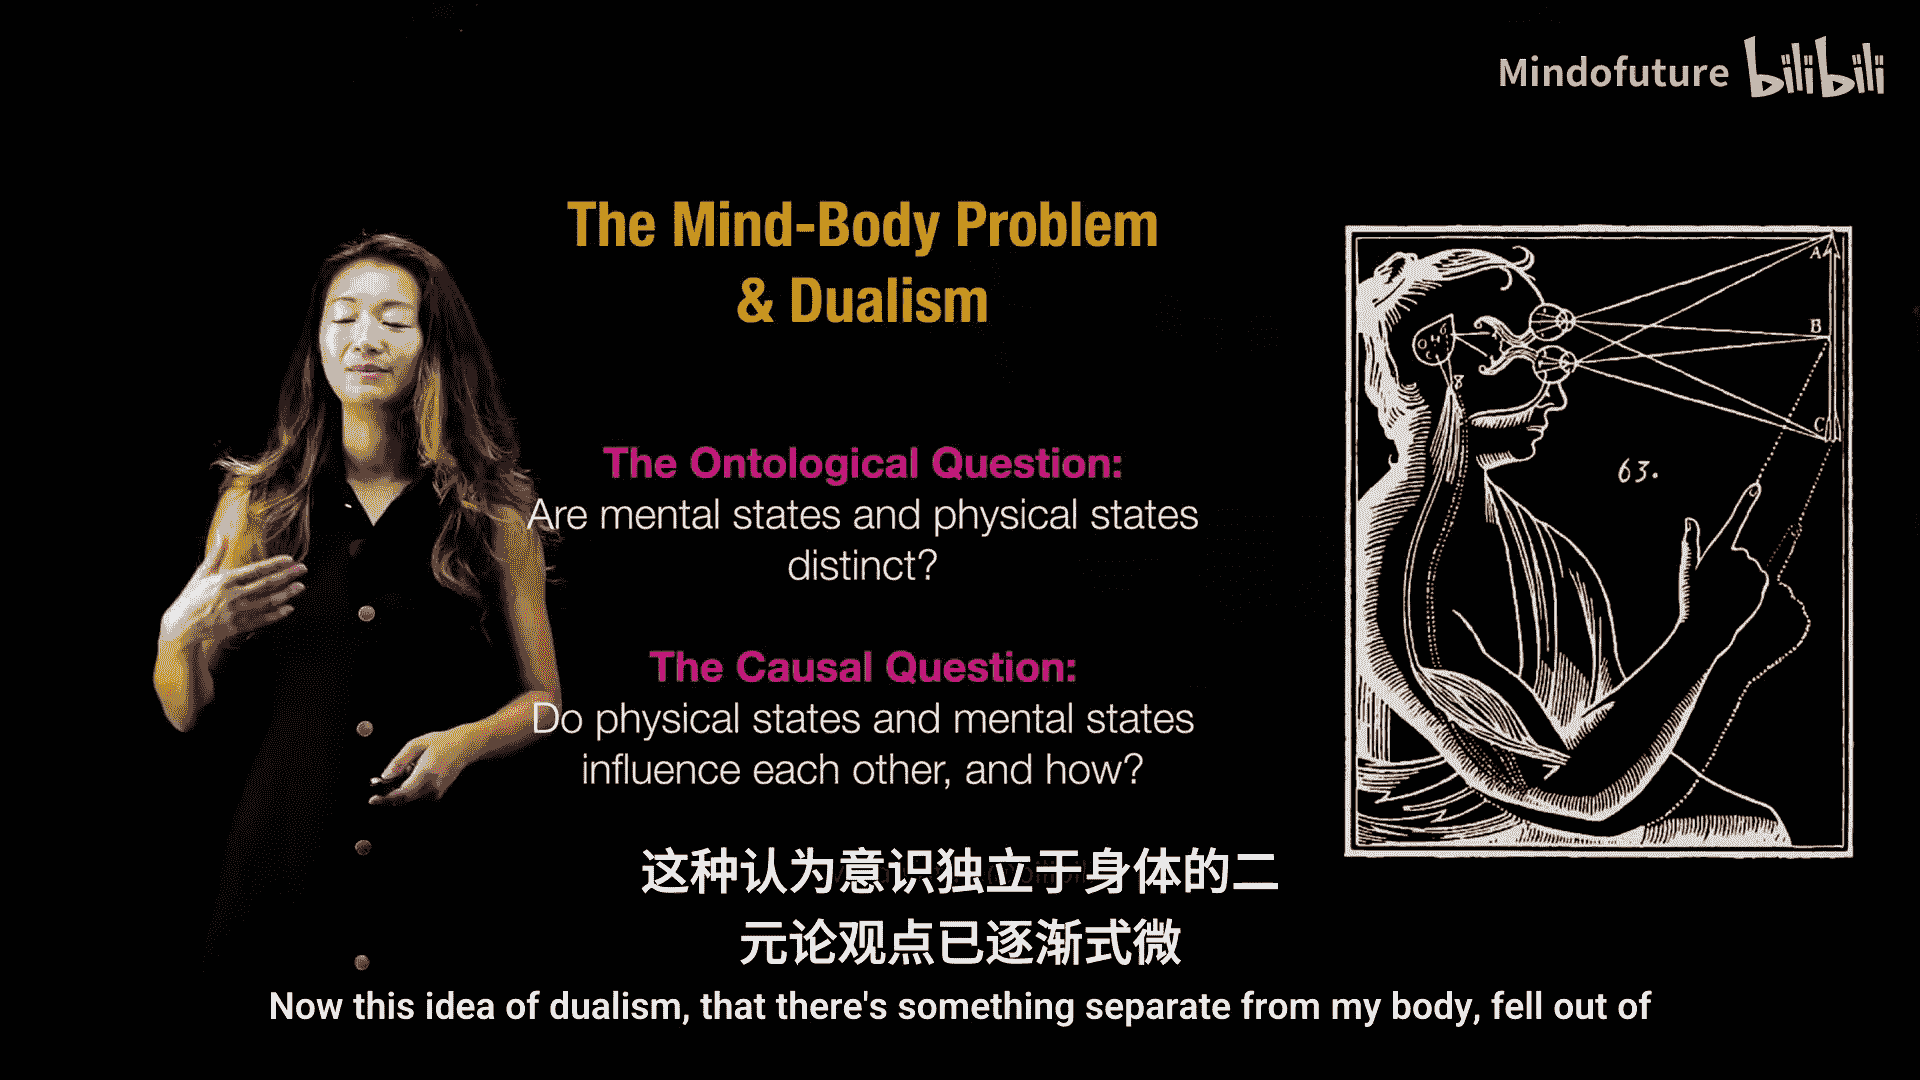 Mindofuture bilibili
The Mind-Body Problem
& Dualism
The Ontological Question:
Are mental states and physical states
distinct?
The Causal Question:
Do physical states and mental states
influence each other, and how?
A
B
C
63.
这种认为意识独立于身体的二
元论观点已逐渐式微
Now this idea of dualism, that there's something separate from my body, fell out of